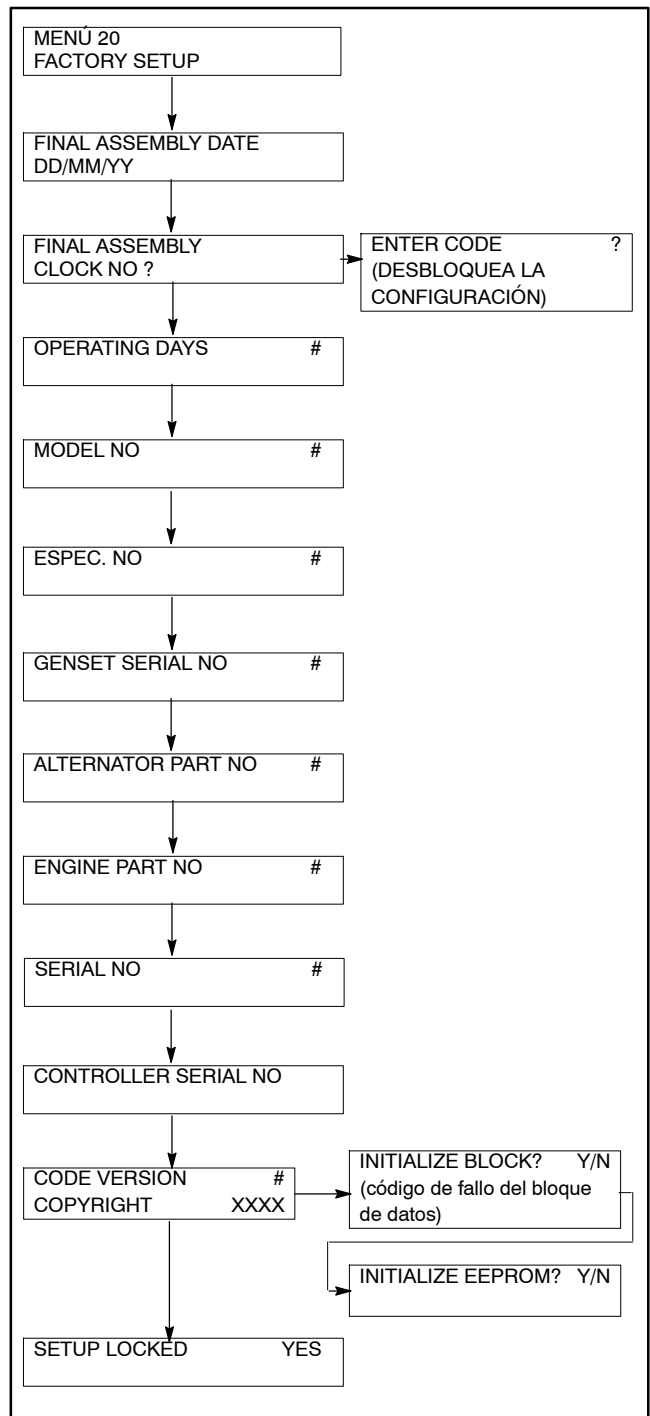 MENÚ 20
FACTORY SETUP
FINAL ASSEMBLY DATE
DD/MM/YY
FINAL ASSEMBLY
CLOCK NO ?
ENTER CODE ?
(DESBLOQUEA LA
CONFIGURACIÓN)
OPERATING DAYS #
MODEL NO #
ESPEC. NO #
GENSET SERIAL NO #
ALTERNATOR PART NO #
ENGINE PART NO #
SERIAL NO #
CONTROLLER SERIAL NO
CODE VERSION #
COPYRIGHT XXXX
INITIALIZE BLOCK? Y/N
(código de fallo del bloque
de datos)
INITIALIZE EEPROM? Y/N
SETUP LOCKED YES